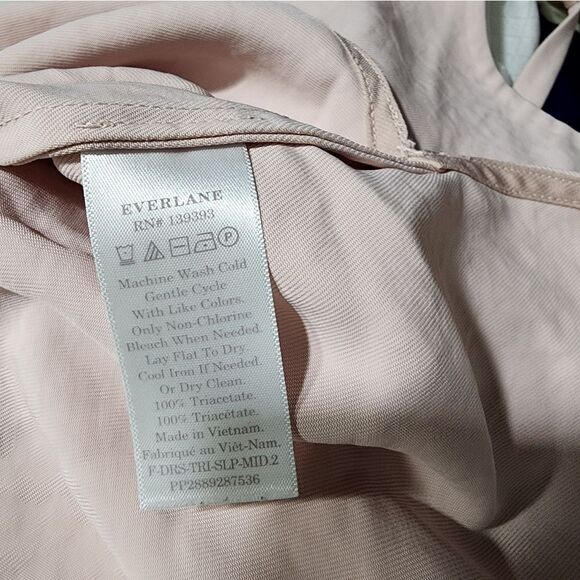 EVERLANE
RN# 139393
P
Machine Wash Cold
Gentle Cycle
With Like Colors.
Only Non-Chlorine
Bleach When Needed.
Lay Flat To Dry
Cool Iron If Needed
Or Dry Clean.
100% Triacetate.
100% Triacétate.
Made in Vietnam.
Fabriqué au Viêt-Nam.
F-DRS-TRI-SLP-MID.2
PP2889287536